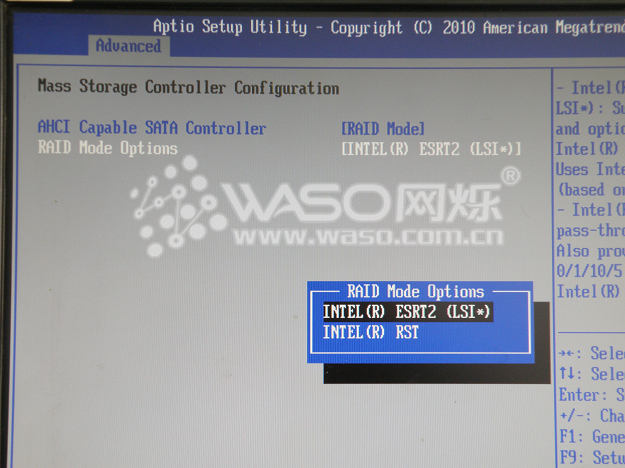 Aptio Setup Utility - Copyright (C) 2010 American
Advanced
Mass Storage Controller Configuration
AHCI Capable SATA Controller [RAID Mode]
RAID Mode Options [INTEL(R) ESRT2 (LSI*)]
- Intel(R
LSI*): Su
and optio
Intel(R)
Uses Inte
(based on
- Intel(R
pass-thro
Also prov
0/1/10/5
Intel(R)
WASO网烁®
www.waso.com.cn
RAID Mode Options
INTEL(R) ESRT2 (LSI*)
INTEL(R) RST
→←: Sele
↑↓: Sele
Enter: S
+/-: Cha
F1: Gene
F9: Setu